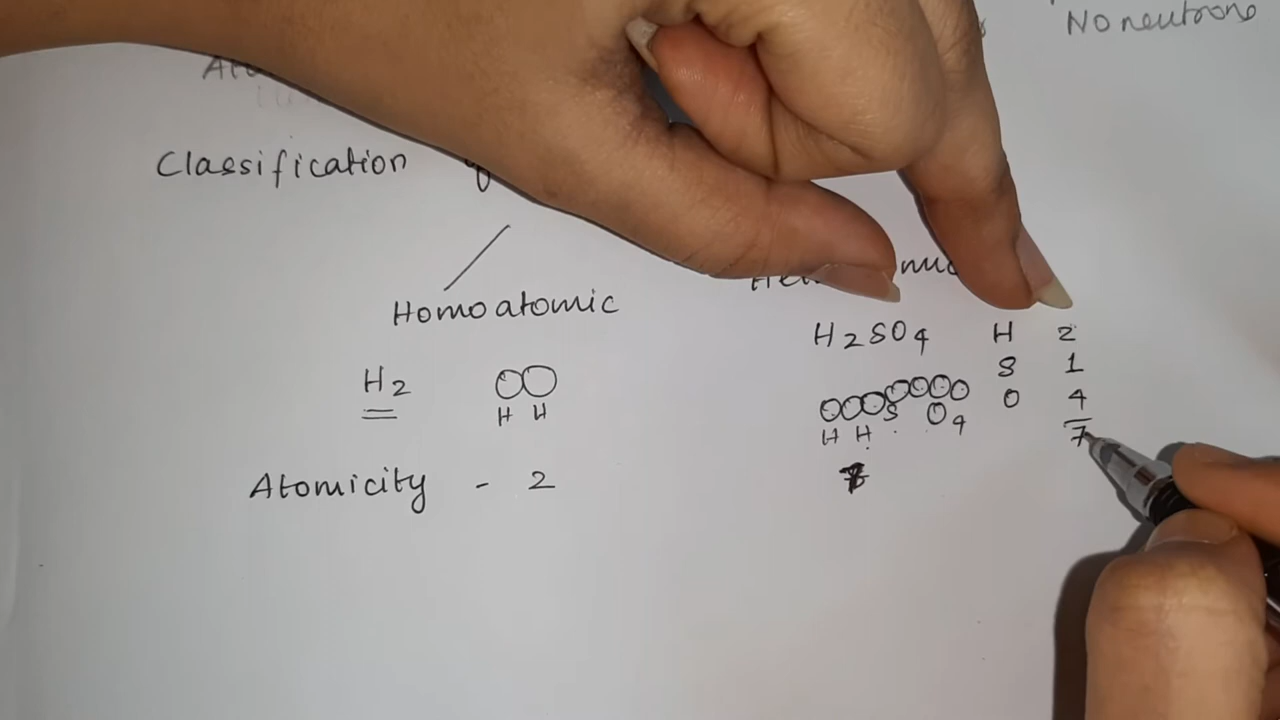 No neutrons
Classification
Homoatomic
H2SO4 H 2
S 1
H2 O 4
H H S O4 7
H H
Atomicity - 2